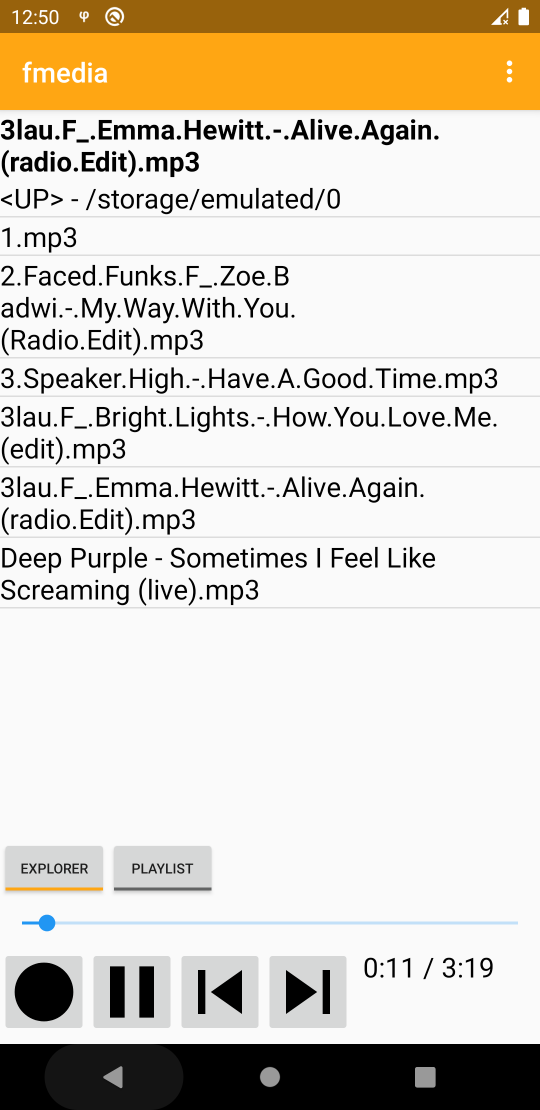 12:50
fmedia
3lau.F_.Emma.Hewitt.-.Alive.Again.
(radio.Edit).mp3
<UP> - /storage/emulated/0
1.mp3
2.Faced.Funks.F_.Zoe.B
adwi.-.My.Way.With.You.
(Radio.Edit).mp3
3.Speaker.High.-.Have.A.Good.Time.mp3
3lau.F_.Bright.Lights.-.How.You.Love.Me.
(edit).mp3
3lau.F_.Emma.Hewitt.-.Alive.Again.
(radio.Edit).mp3
Deep Purple - Sometimes I Feel Like
Screaming (live).mp3
EXPLORER PLAYLIST
0:11 / 3:19